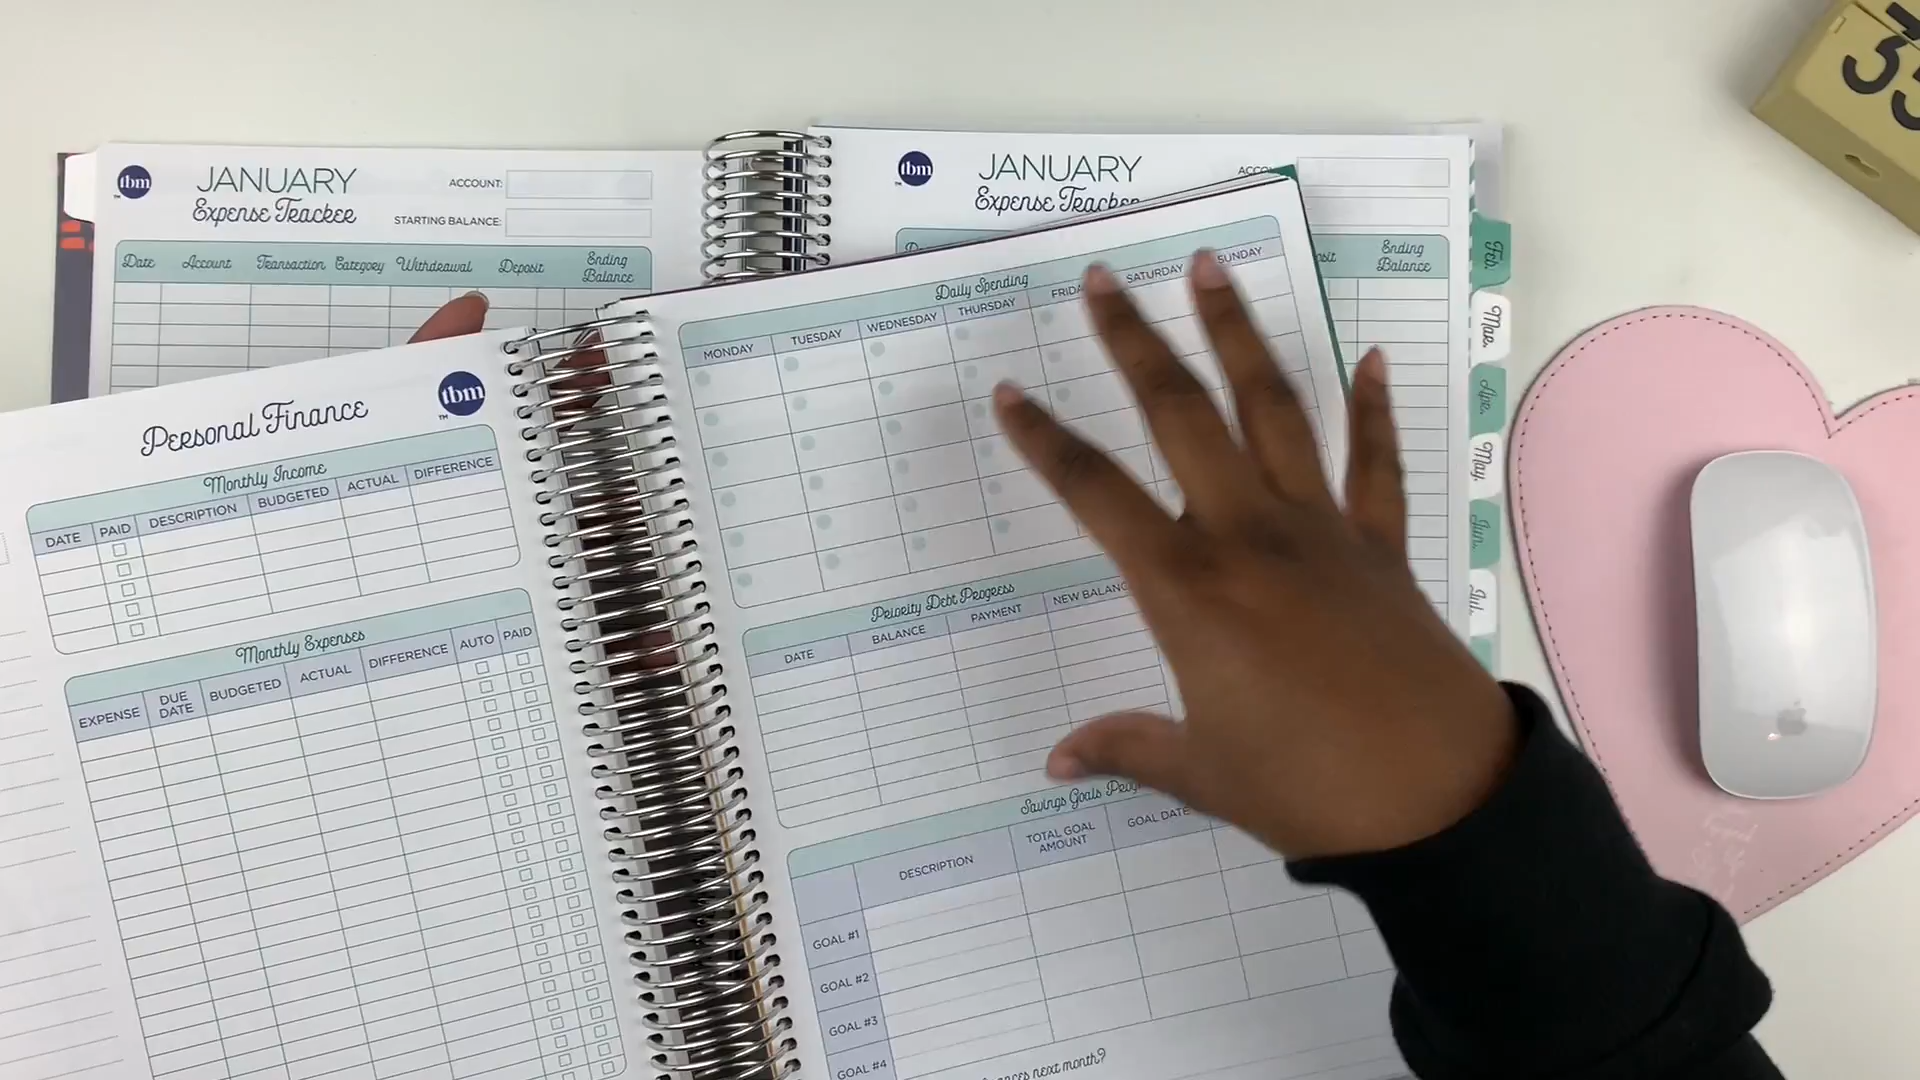 tbm
JANUARY
Expense Tracker
ACCOUNT:
STARTING BALANCE:
Date Account Transaction Category Withdrawal Deposit Ending Balance
tbm
JANUARY
Expense Tracker
Ending Balance
Feb.
Mar.
Apr.
May.
Jun.
Jul.
35
Personal Finance
tbm
Monthly Income
DATE PAID DESCRIPTION BUDGETED ACTUAL DIFFERENCE
Monthly Expenses
EXPENSE DUE DATE BUDGETED ACTUAL DIFFERENCE AUTO PAID
Daily Spending
MONDAY TUESDAY WEDNESDAY THURSDAY SATURDAY SUNDAY
Priority Debt Progress
DATE BALANCE PAYMENT NEW
Savings Goals
DESCRIPTION TOTAL GOAL AMOUNT GOAL DATE
GOAL #1
GOAL #2
GOAL #3
GOAL #4
next month?